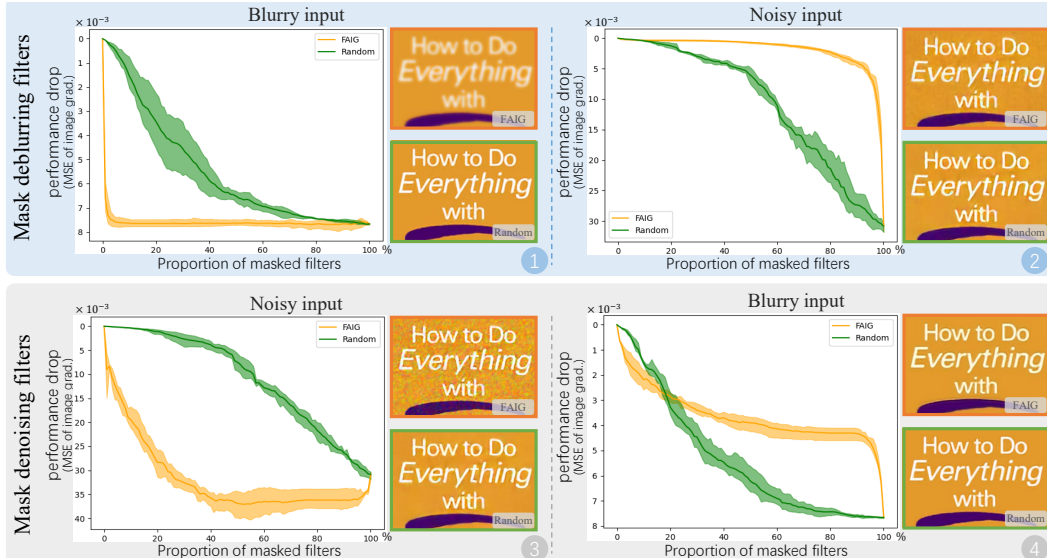 Mask deblurring filters
Blurry input
× 10⁻³
performance drop
(MSE of image grad.)
0
1
2
3
4
5
6
7
8
FAIG
Random
0
20
40
60
80
100
%
Proportion of masked filters
How to Do
Everything
with
FAIG
How to Do
Everything
with
Random
1
Noisy input
× 10⁻³
performance drop
(MSE of image grad.)
0
5
10
15
20
25
30
FAIG
Random
0
20
40
60
80
100
%
Proportion of masked filters
How to Do
Everything
with
FAIG
How to Do
Everything
with
Random
2
Mask denoising filters
Noisy input
× 10⁻³
performance drop
(MSE of image grad.)
0
5
10
15
20
25
30
35
40
FAIG
Random
0
20
40
60
80
100
%
Proportion of masked filters
How to Do
Everything
with
FAIG
How to Do
Everything
with
Random
3
Blurry input
× 10⁻³
performance drop
(MSE of image grad..)
0
1
2
3
4
5
6
7
8
FAIG
Random
0
20
40
60
80
100
%
Proportion of masked filters
How to Do
Everything
with
FAIG
How to Do
Everything
with
Random
4